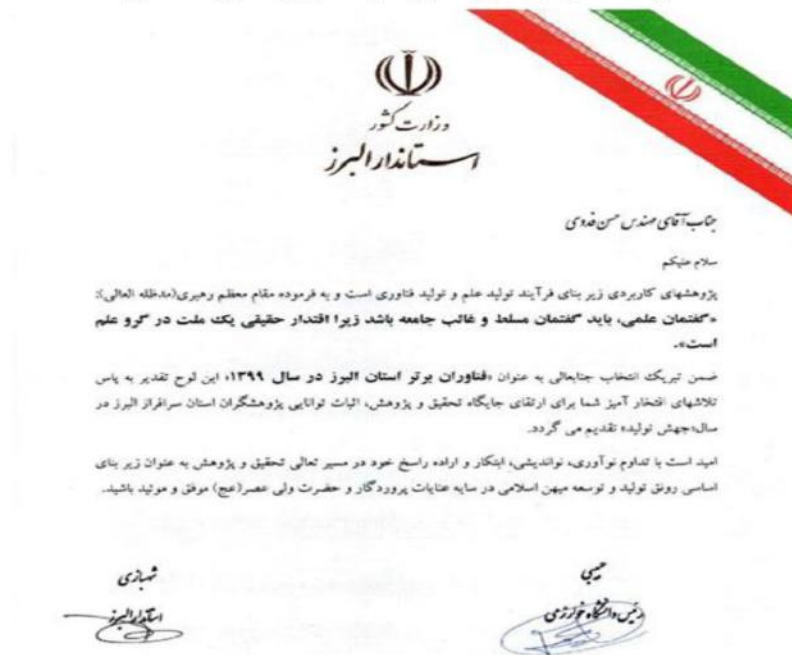 وزارت کشور
استاندار البرز
جناب آقای مهندس حسن فدوی
سلام علیکم
پژوهشهای کاربردی زیر بنای فرآیند تولید علم و تولید فناوری است و به فرموده مقام معظم رهبری(مدظله العالی):
«گفتمان علمی، باید گفتمان مسلط و غالب جامعه باشد زیرا اقتدار حقیقی یک ملت در گرو علم
است».
ضمن تبریک انتخاب جنابعالی به عنوان «فناوران برتر استان البرز در سال ۱۳۹۹» این لوح تقدیر به پاس
تلاشهای افتخار آمیز شما برای ارتقای جایگاه تحقیق و پژوهش، اثبات توانایی پژوهشگران استان سرافراز البرز در
سال«جهش تولید» تقدیم می گردد.
امید است با تداوم نوآوری، نواندیشی، ابتکار و اراده راسخ خود در مسیر تعالی تحقیق و پژوهش به عنوان زیر بنای
اساسی رونق تولید و توسعه میهن اسلامی در سایه عنایات پروردگار و حضرت ولی عصر(عج) موفق و موئید باشید.
حبیبی
رئیس دانشگاه خوارزمی
شهبازی
استاندار البرز